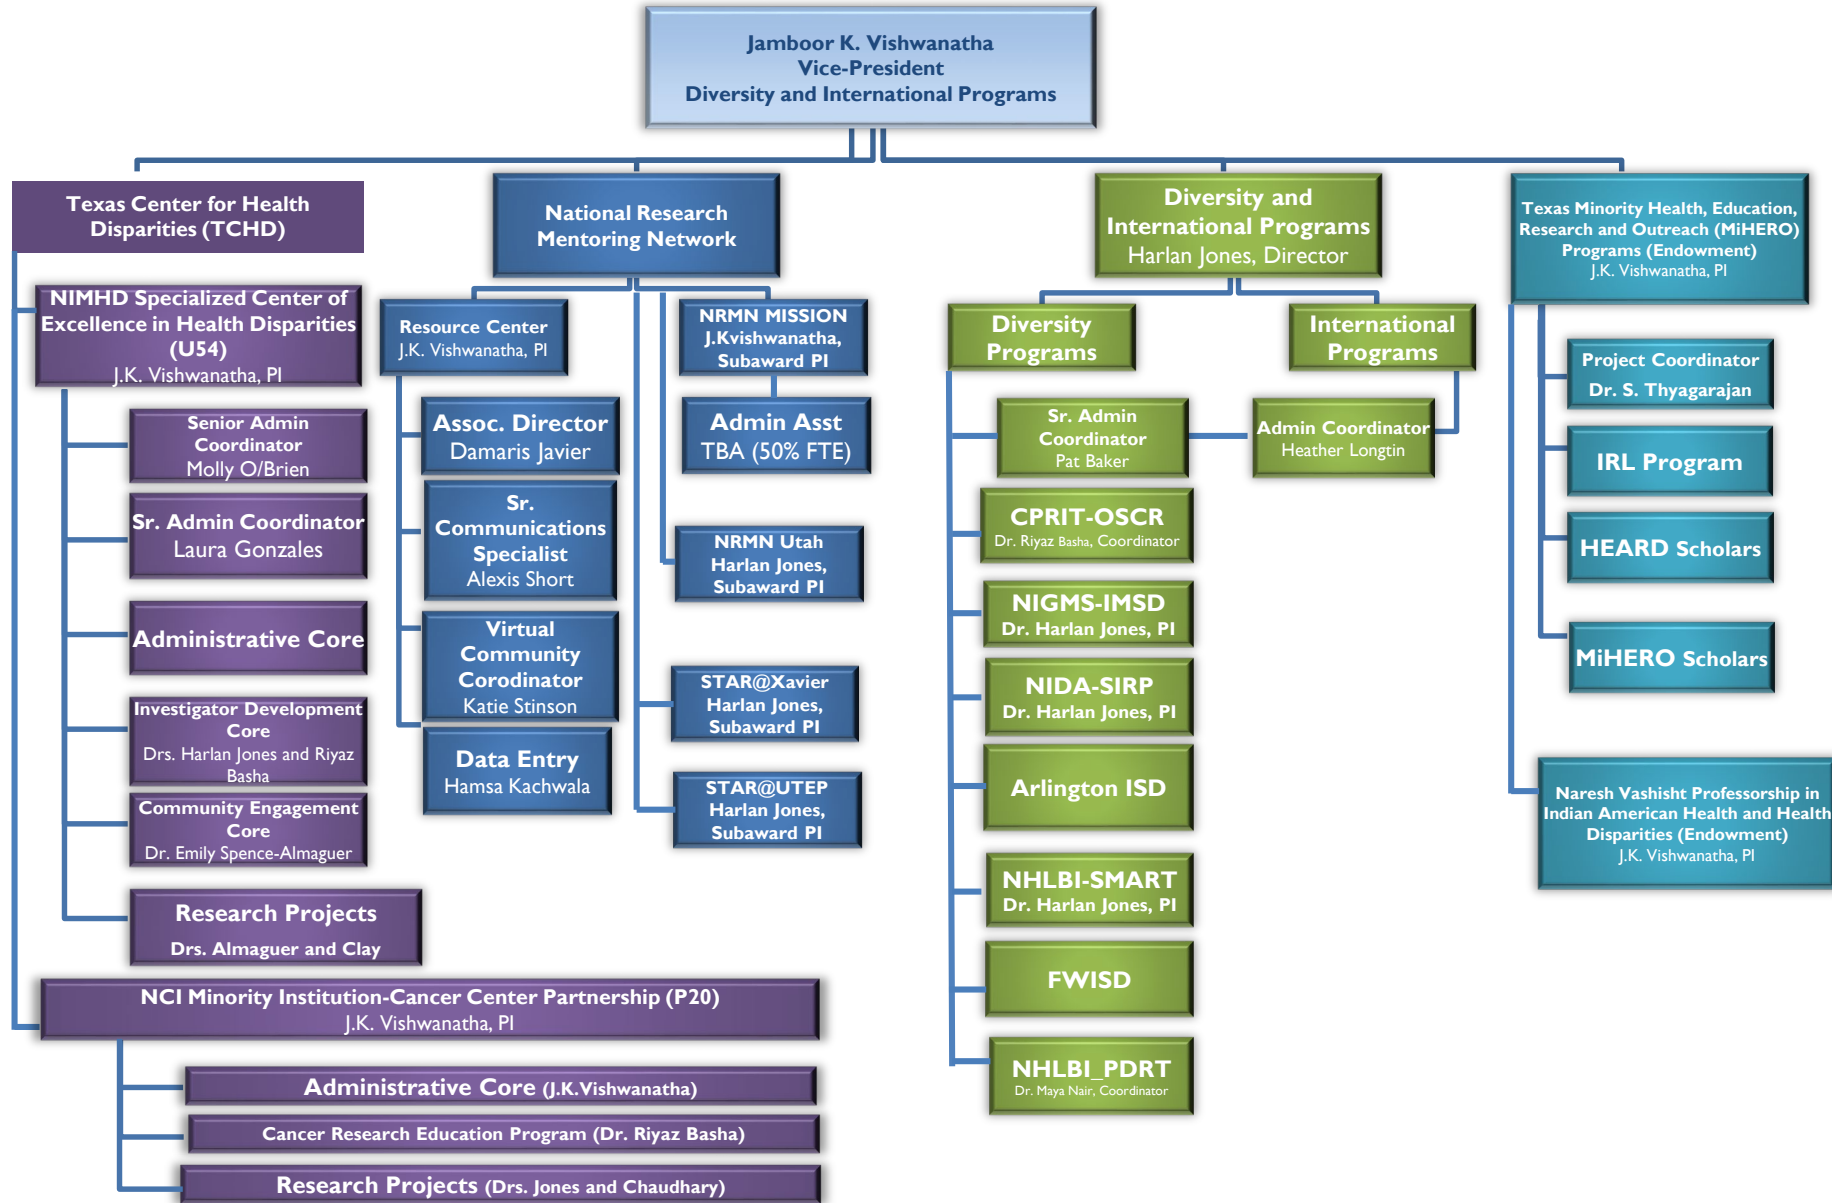 Jamboor K. Vishwanatha
Vice-President
Diversity and International Programs
Texas Center for Health
Disparities (TCHD)
NIMHD Specialized Center of
Excellence in Health Disparities
(U54)
J.K. Vishwanatha, PI
Senior Admin
Coordinator
Molly O/Brien
Sr. Admin Coordinator
Laura Gonzales
Administrative Core
Investigator Development
Core
Drs. Harlan Jones and Riyaz
Basha
Community Engagement
Core
Dr. Emily Spence-Almaguer
Research Projects
Drs. Almaguer and Clay
NCI Minority Institution-Cancer Center Partnership (P20)
J.K. Vishwanatha, PI
Administrative Core (J.K.Vishwanatha)
Cancer Research Education Program (Dr. Riyaz Basha)
Research Projects (Drs. Jones and Chaudhary)
National Research
Mentoring Network
Resource Center
J.K. Vishwanatha, PI
Assoc. Director
Damaris Javier
Sr.
Communications
Specialist
Alexis Short
Virtual
Community
Corodinator
Katie Stinson
Data Entry
Hamsa Kachwala
NRMN MISSION
J.Kvishwanatha,
Subaward PI
Admin Asst
TBA (50% FTE)
NRMN Utah
Harlan Jones,
Subaward PI
STAR@Xavier
Harlan Jones,
Subaward PI
STAR@UTEP
Harlan Jones,
Subaward PI
Diversity and
International Programs
Harlan Jones, Director
Diversity
Programs
International
Programs
Sr. Admin
Coordinator
Pat Baker
Admin Coordinator
Heather Longtin
CPRIT-OSCR
Dr. Riyaz Basha, Coordinator
NIGMS-IMSD
Dr. Harlan Jones, PI
NIDA-SIRP
Dr. Harlan Jones, PI
Arlington ISD
NHLBI-SMART
Dr. Harlan Jones, PI
FWISD
NHLBI_PDRT
Dr. Maya Nair, Coordinator
Texas Minority Health, Education,
Research and Outreach (MiHERO)
Programs (Endowment)
J.K. Vishwanatha, PI
Project Coordinator
Dr. S. Thyagarajan
IRL Program
HEARD Scholars
MiHERO Scholars
Naresh Vashisht Professorship in
Indian American Health and Health
Disparities (Endowment)
J.K. Vishwanatha, PI